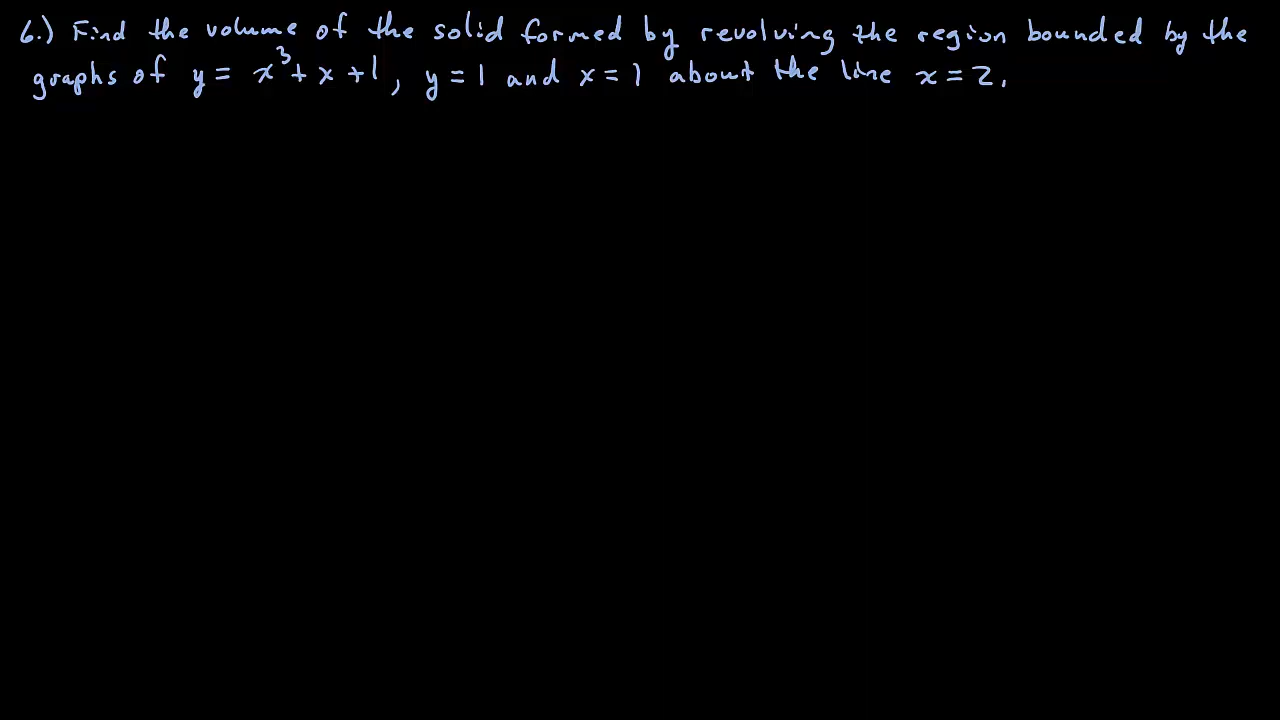 6.) Find the volume of the solid formed by revolving the region bounded by the
graphs of y = x³ + x + 1, y = 1 and x = 1 about the line x = 2.